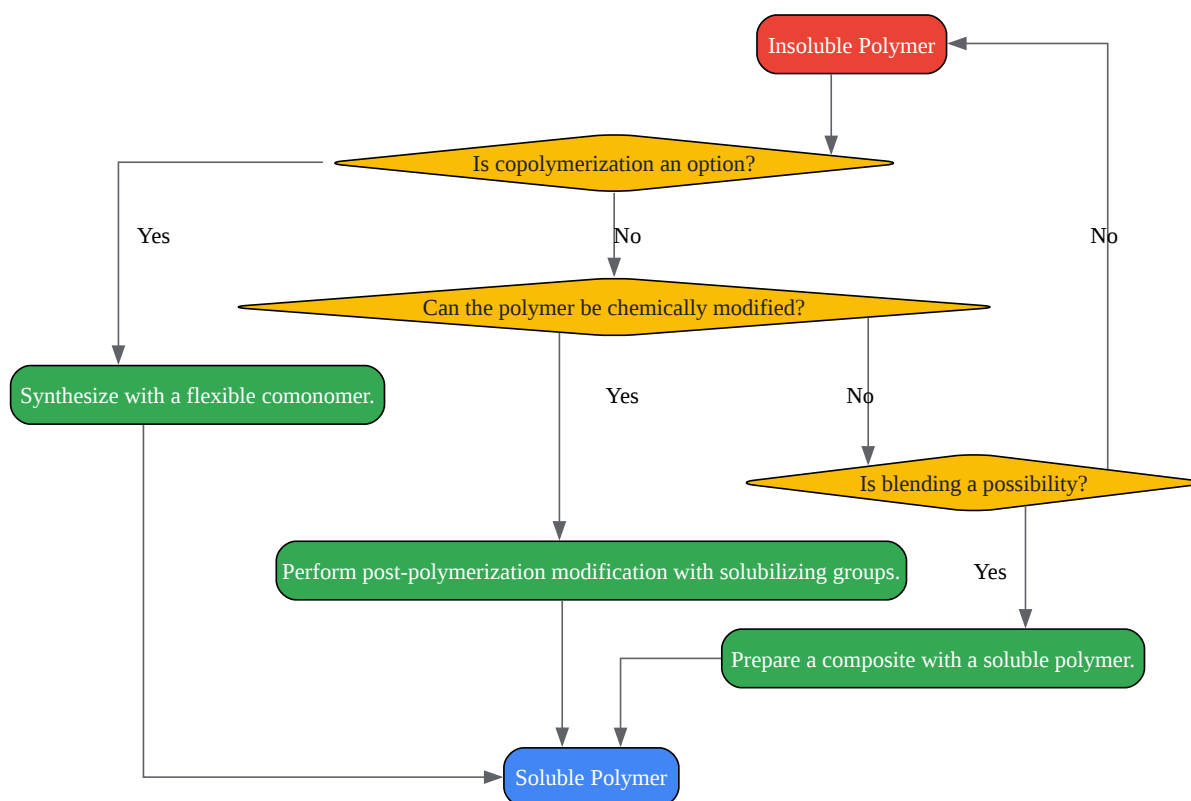 Insoluble Polymer
Is copolymerization an option?
Yes
No
No
Can the polymer be chemically modified?
Synthesize with a flexible comonomer.
Yes
No
Is blending a possibility?
Perform post-polymerization modification with solubilizing groups.
Yes
Prepare a composite with a soluble polymer.
Soluble Polymer